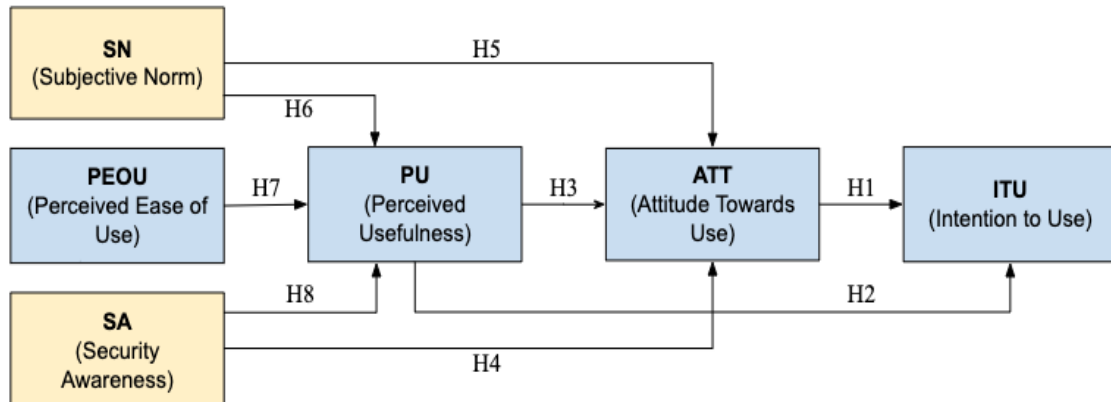 SN
(Subjective Norm)
H5
H6
PEOU
(Perceived Ease of
Use)
H7
PU
(Perceived
Usefulness)
H3
ATT
(Attitude Towards
Use)
H1
ITU
(Intention to Use)
SA
(Security
Awareness)
H8
H2
H4